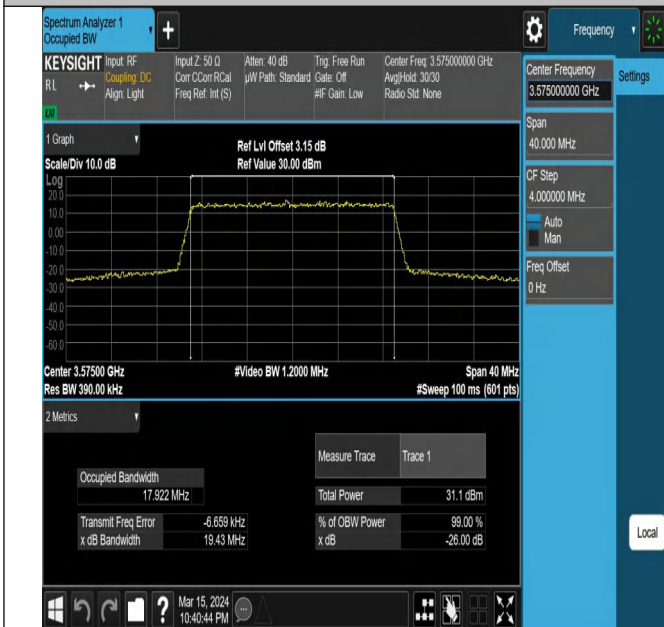 Spectrum Analyzer 1
Occupied BW
Frequency
KEYSIGHT
RL
Input: RF
Coupling: DC
Align: Light
Input Z: 50 Ω
Corr CCorr RCal
Freq Ref: Int (S)
Atten: 40 dB
µW Path: Standard
Trig: Free Run
Gate: Off
#IF Gain: Low
Center Freq: 3.575000000 GHz
Avg|Hold: 30/30
Radio Std: None
Center Frequency
3.575000000 GHz
Settings
Span
40.000 MHz
CF Step
4.000000 MHz
Auto
Man
Freq Offset
0 Hz
Local
1 Graph
Scale/Div 10.0 dB
Ref Lvl Offset 3.15 dB
Ref Value 30.00 dBm
Log
20.0
10.0
0.00
-10.0
-20.0
-30.0
-40.0
-50.0
-60.0
Center 3.57500 GHz
#Video BW 1.2000 MHz
Span 40 MHz
Res BW 390.00 kHz
#Sweep 100 ms (601 pts)
2 Metrics
Measure Trace Trace 1
Occupied Bandwidth
17.922 MHz
Total Power 31.1 dBm
Transmit Freq Error -6.659 kHz
% of OBW Power 99.00 %
x dB Bandwidth 19.43 MHz
x dB -26.00 dB
?
Mar 15, 2024
10:40:44 PM